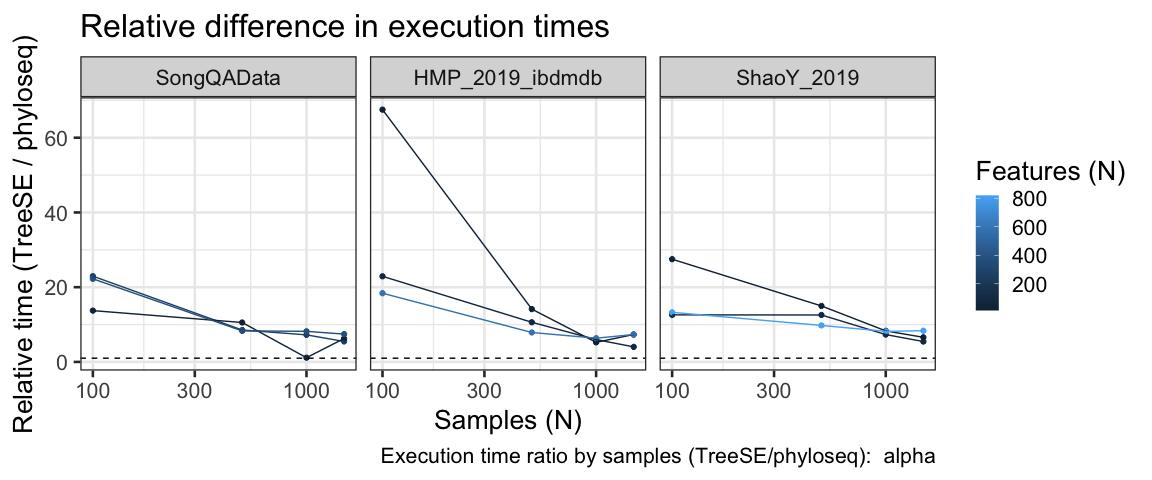 Relative difference in execution times
SongQAData
HMP_2019_ibdmdb
ShaoY_2019
Relative time (TreeSE / phyloseq)
60
40
20
0
100
300
1000
100
300
1000
100
300
1000
Samples (N)
Features (N)
800
600
400
200
Execution time ratio by samples (TreeSE/phyloseq): alpha